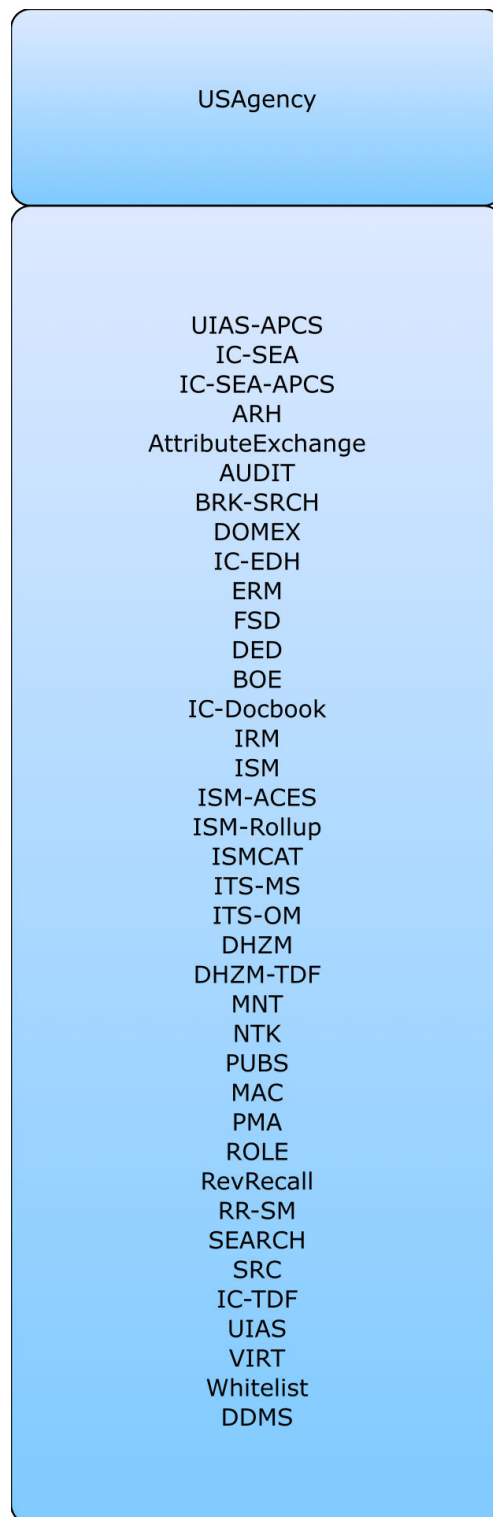 USAgency
UIAS-APCS
IC-SEA
IC-SEA-APCS
ARH
AttributeExchange
AUDIT
BRK-SRCH
DOMEX
IC-EDH
ERM
FSD
DED
BOE
IC-Docbook
IRM
ISM
ISM-ACES
ISM-Rollup
ISMCAT
ITS-MS
ITS-OM
DHZM
DHZM-TDF
MNT
NTK
PUBS
MAC
PMA
ROLE
RevRecall
RR-SM
SEARCH
SRC
IC-TDF
UIAS
VIRT
Whitelist
DDMS